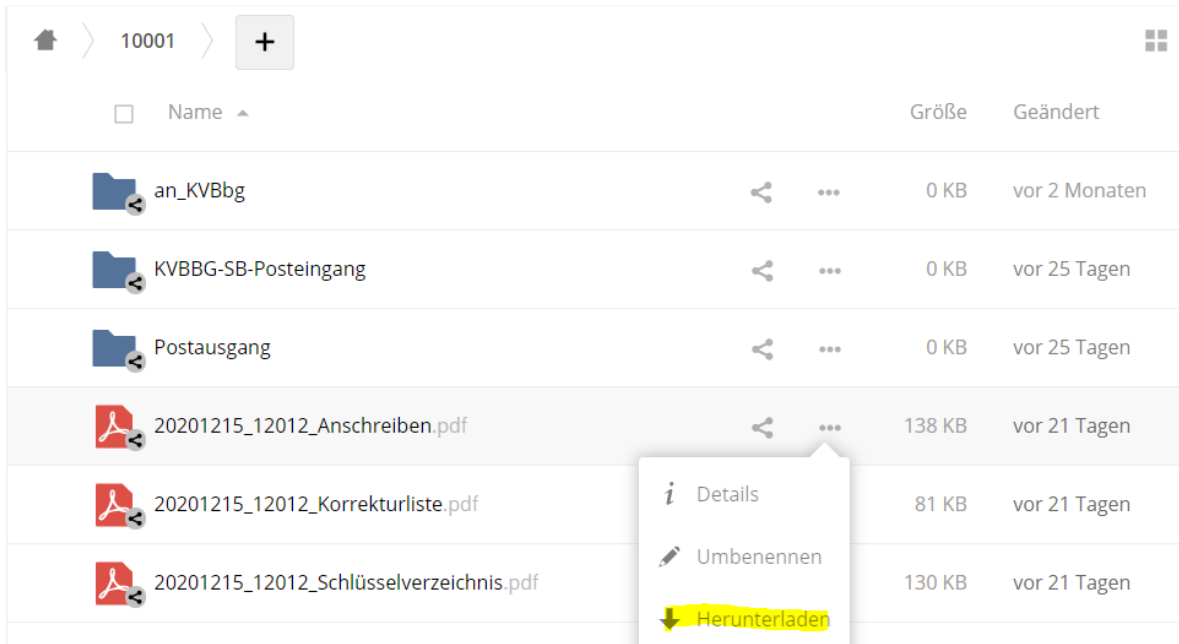 10001 +
Name Größe Geändert
an_KVBbg 0 KB vor 2 Monaten
KVBBG-SB-Posteingang 0 KB vor 25 Tagen
Postausgang 0 KB vor 25 Tagen
20201215_12012_Anschreiben.pdf 138 KB vor 21 Tagen
i Details
20201215_12012_Korrekturliste.pdf 81 KB vor 21 Tagen
Umbenennen
20201215_12012_Schlüsselverzeichnis.pdf 130 KB vor 21 Tagen
Herunterladen